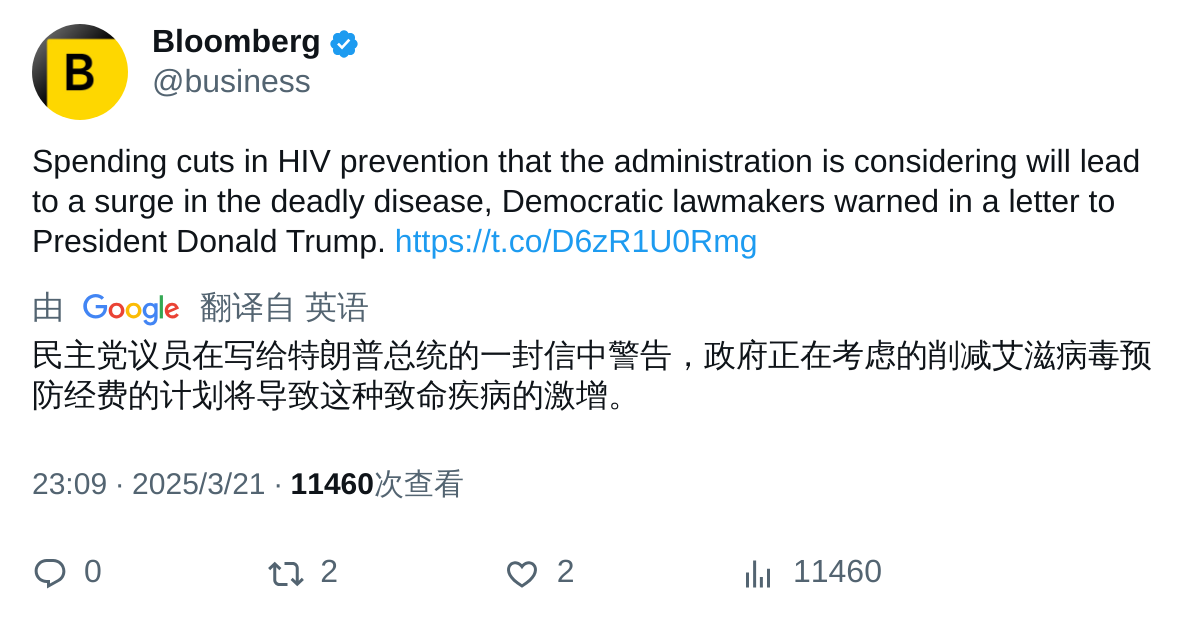 B
Bloomberg
@business
Spending cuts in HIV prevention that the administration is considering will lead
to a surge in the deadly disease, Democratic lawmakers warned in a letter to
President Donald Trump. https://t.co/D6zR1U0Rmg
由 Google 翻译自 英语
民主党议员在写给特朗普总统的一封信中警告，政府正在考虑的削减艾滋病毒预
防经费的计划将导致这种致命疾病的激增。
23:09 · 2025/3/21 · 11460次查看
0 2 2 11460